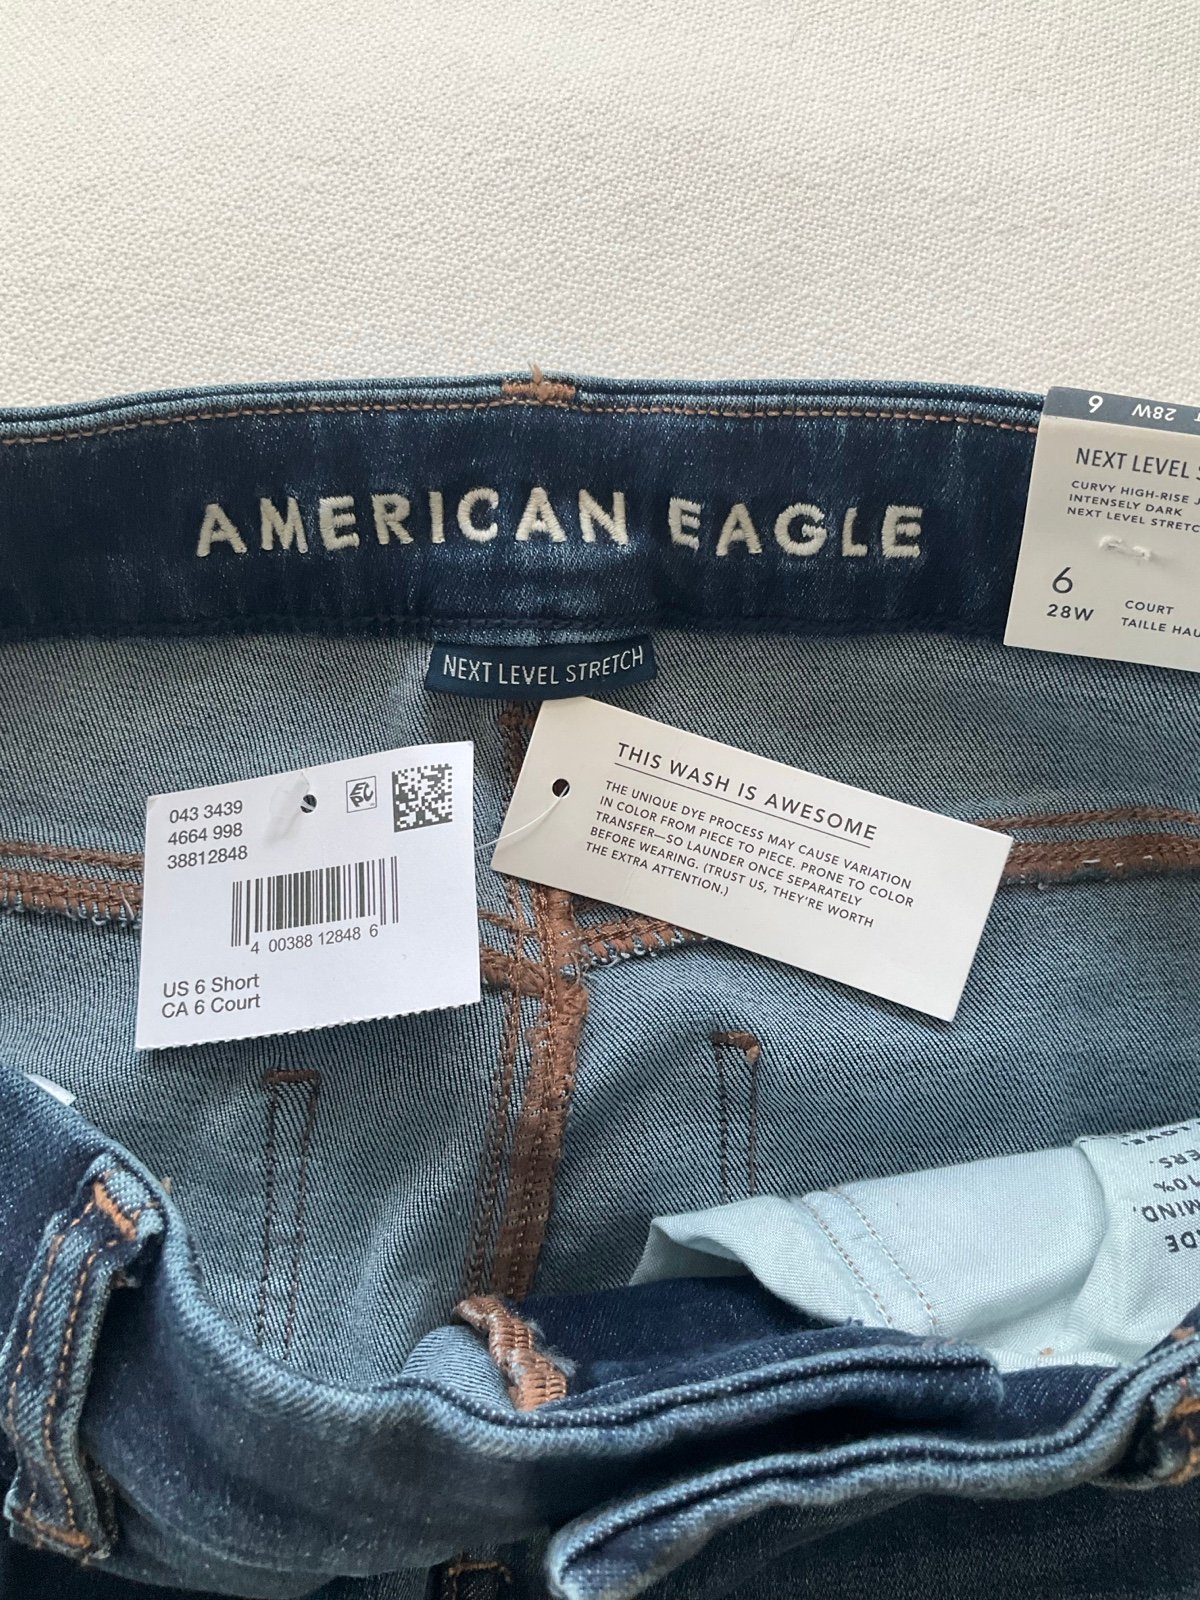 AMERICAN EAGLE
NEXT LEVEL STRETCH
6 28W
NEXT LEVEL
CURVY HIGH-RISE
INTENSELY DARK
NEXT LEVEL
6
28W
COURT
TAILLE
043 3439
4664 998
38812848
EPC
4 00388 12848 6
US 6 Short
CA 6 Court
THIS WASH IS AWESOME
THE UNIQUE DYE PROCESS MAY CAUSE VARIATION
IN COLOR FROM PIECE TO PIECE. PRONE TO COLOR
TRANSFER—SO LAUNDER ONCE SEPARATELY
BEFORE WEARING. (TRUST US, THEY'RE WORTH
THE EXTRA ATTENTION.)
MIND,
10%